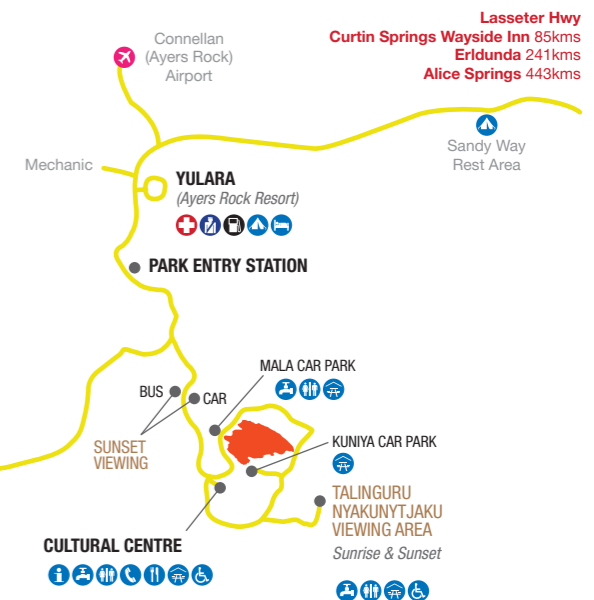 Lasseter Hwy
Curtin Springs Wayside Inn 85kms
Erldunda 241kms
Alice Springs 443kms
Connellan
(Ayers Rock)
Airport
Sandy Way
Rest Area
Mechanic
YULARA
(Ayers Rock Resort)
PARK ENTRY STATION
MALA CAR PARK
BUS
CAR
SUNSET
VIEWING
KUNIYA CAR PARK
TALINGURU
NYAKUNYTJAKU
VIEWING AREA
Sunrise & Sunset
CULTURAL CENTRE